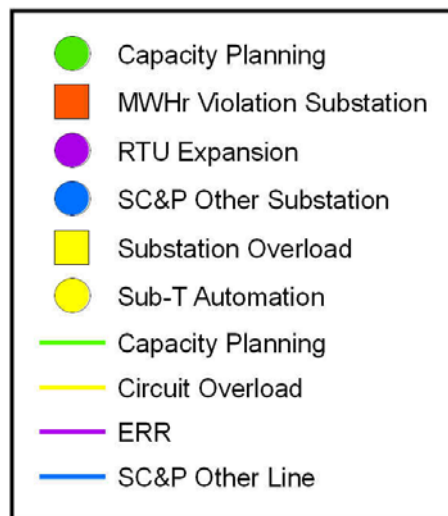 Capacity Planning
MWHr Violation Substation
RTU Expansion
SC&P Other Substation
Substation Overload
Sub-T Automation
Capacity Planning
Circuit Overload
ERR
SC&P Other Line